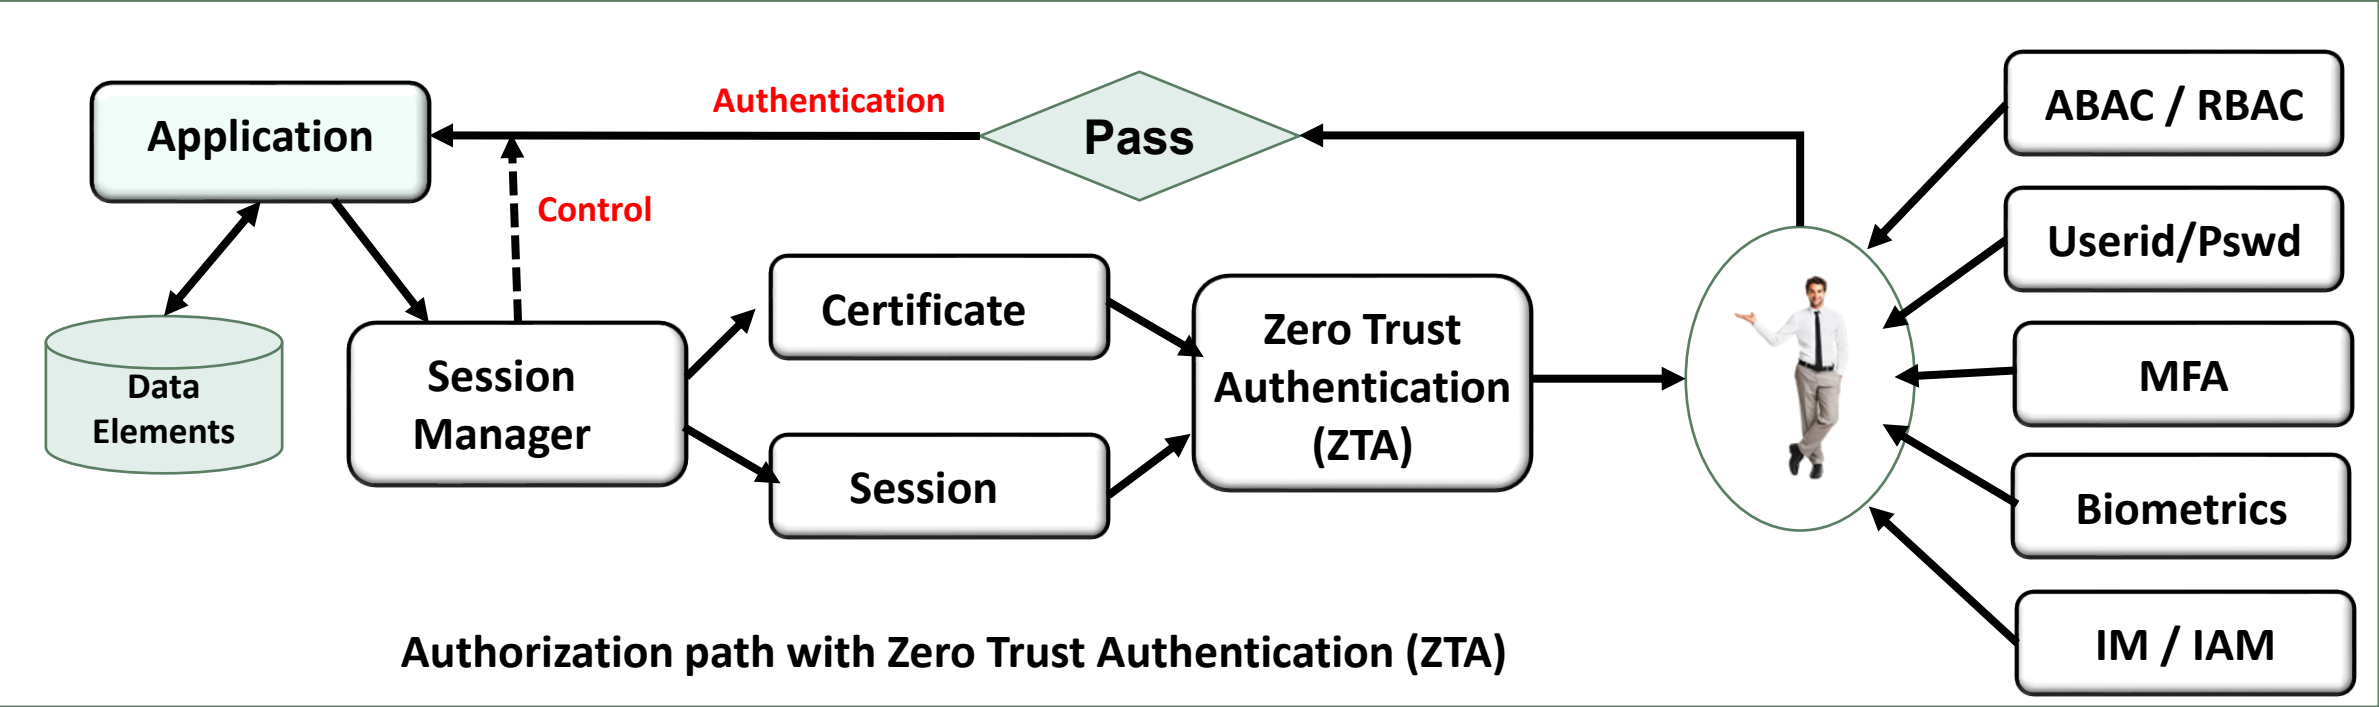 Application
Authentication
Pass
Control
Data
Elements
Session
Manager
Certificate
Session
Zero Trust
Authentication
(ZTA)
ABAC / RBAC
Userid/Pswd
MFA
Biometrics
IM / IAM
Authorization path with Zero Trust Authentication (ZTA)